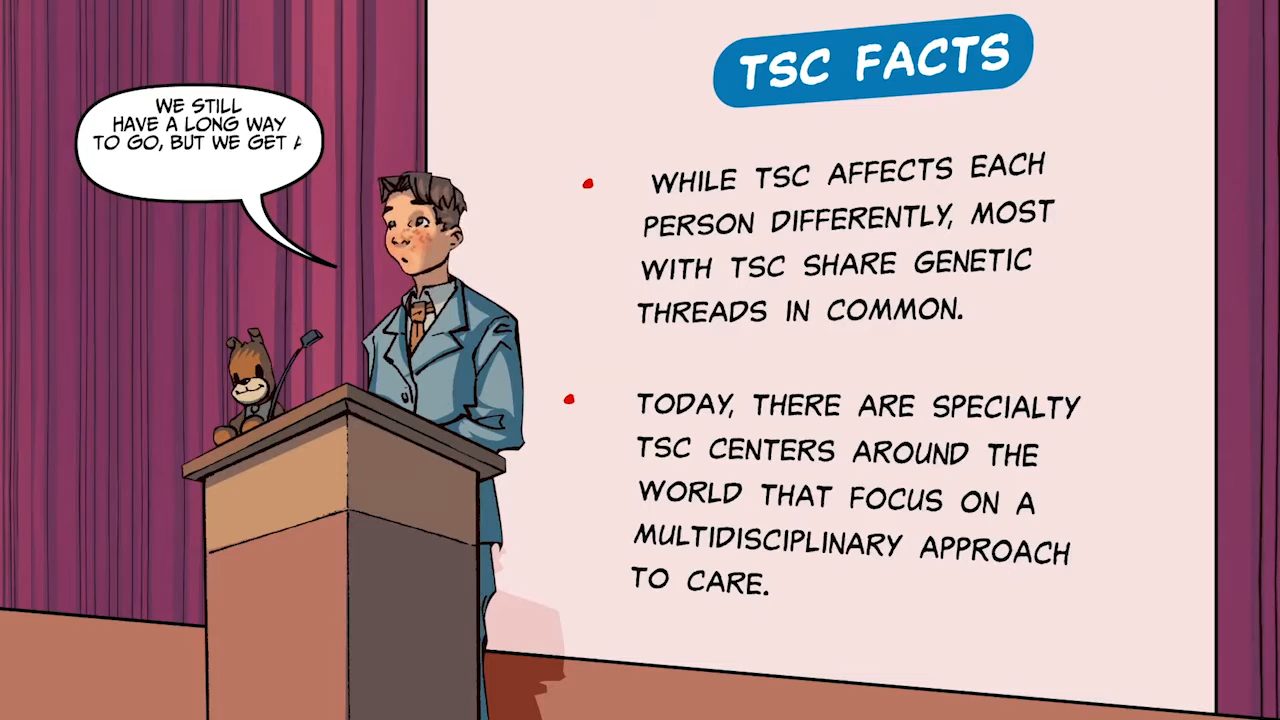 WE STILL
HAVE A LONG WAY
TO GO, BUT WE GET
TSC FACTS
WHILE TSC AFFECTS EACH
PERSON DIFFERENTLY, MOST
WITH TSC SHARE GENETIC
THREADS IN COMMON.
TODAY, THERE ARE SPECIALTY
TSC CENTERS AROUND THE
WORLD THAT FOCUS ON A
MULTIDISCIPLINARY APPROACH
TO CARE.